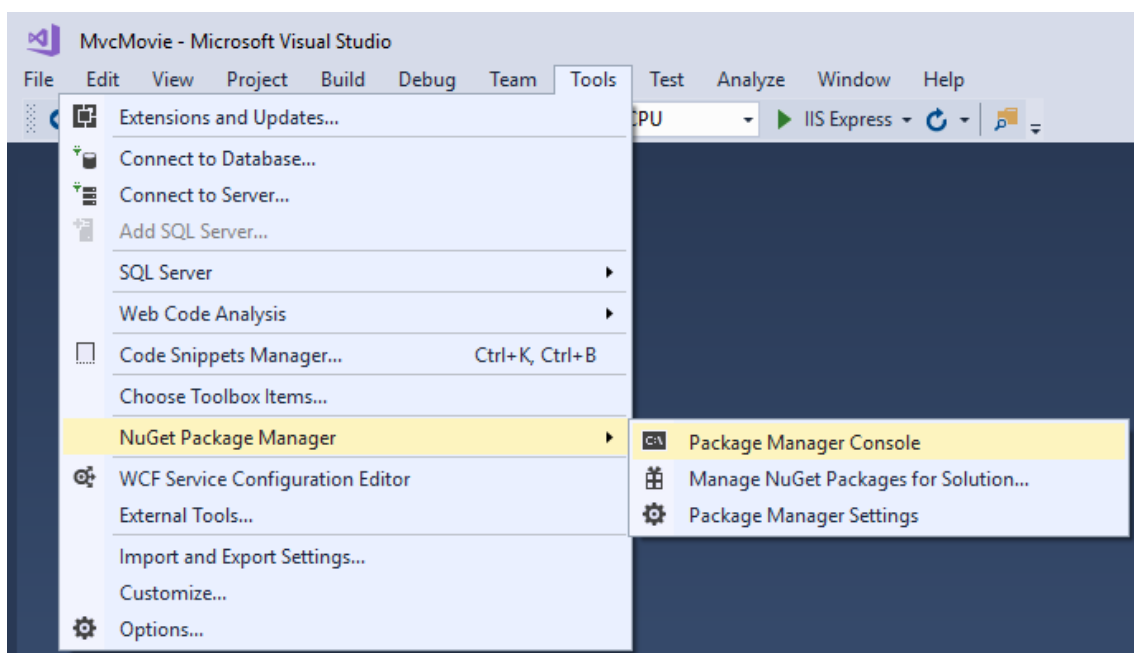 MvcMovie - Microsoft Visual Studio
File Edit View Project Build Debug Team Tools Test Analyze Window Help
IIS Express
Extensions and Updates...
Connect to Database...
Connect to Server...
Add SQL Server...
SQL Server
Web Code Analysis
Code Snippets Manager... Ctrl+K, Ctrl+B
Choose Toolbox Items...
NuGet Package Manager
C:\ Package Manager Console
Manage NuGet Packages for Solution...
Package Manager Settings
WCF Service Configuration Editor
External Tools...
Import and Export Settings...
Customize...
Options...